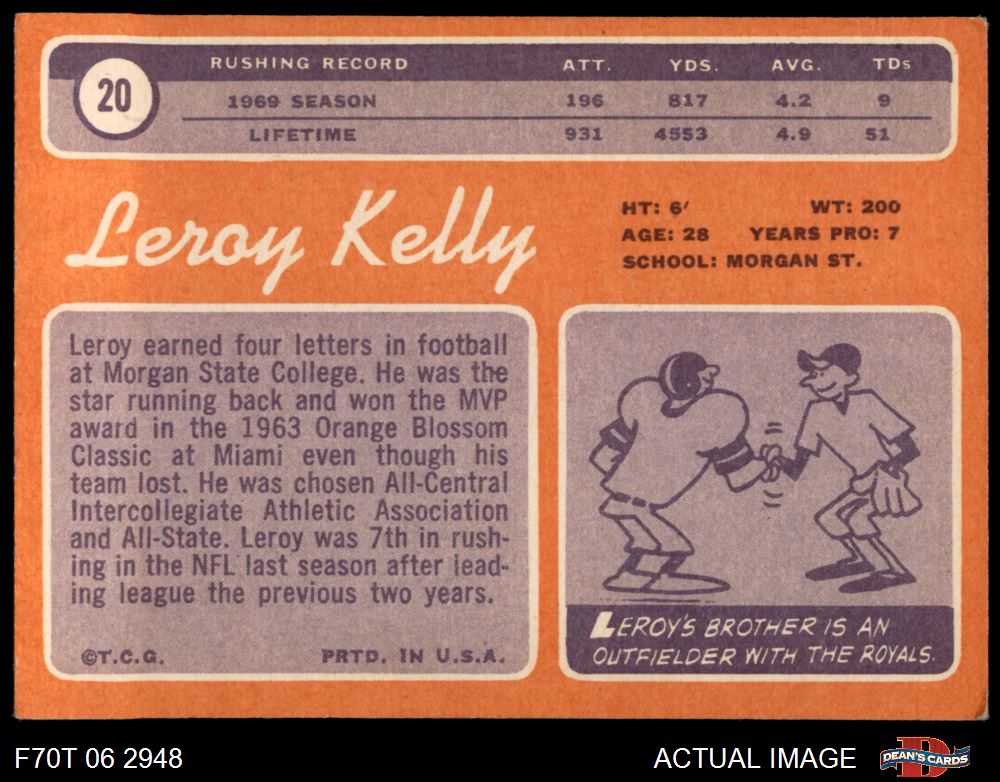 20
RUSHING RECORD ATT. YDS. AVG. TDs
1969 SEASON 196 817 4.2 9
LIFETIME 931 4553 4.9 51
Leroy Kelly
HT: 6′ WT: 200
AGE: 28 YEARS PRO: 7
SCHOOL: MORGAN ST.
Leroy earned four letters in football
at Morgan State College. He was the
star running back and won the MVP
award in the 1963 Orange Blossom
Classic at Miami even though his
team lost. He was chosen All-Central
Intercollegiate Athletic Association
and All-State. Leroy was 7th in rush-
ing in the NFL last season after lead-
ing league the previous two years.
©T.C.G. PRTD. IN U.S.A.
LEROY'S BROTHER IS AN
OUTFIELDER WITH THE ROYALS.
F70T 06 2948 ACTUAL IMAGE
DEAN'S CARDS